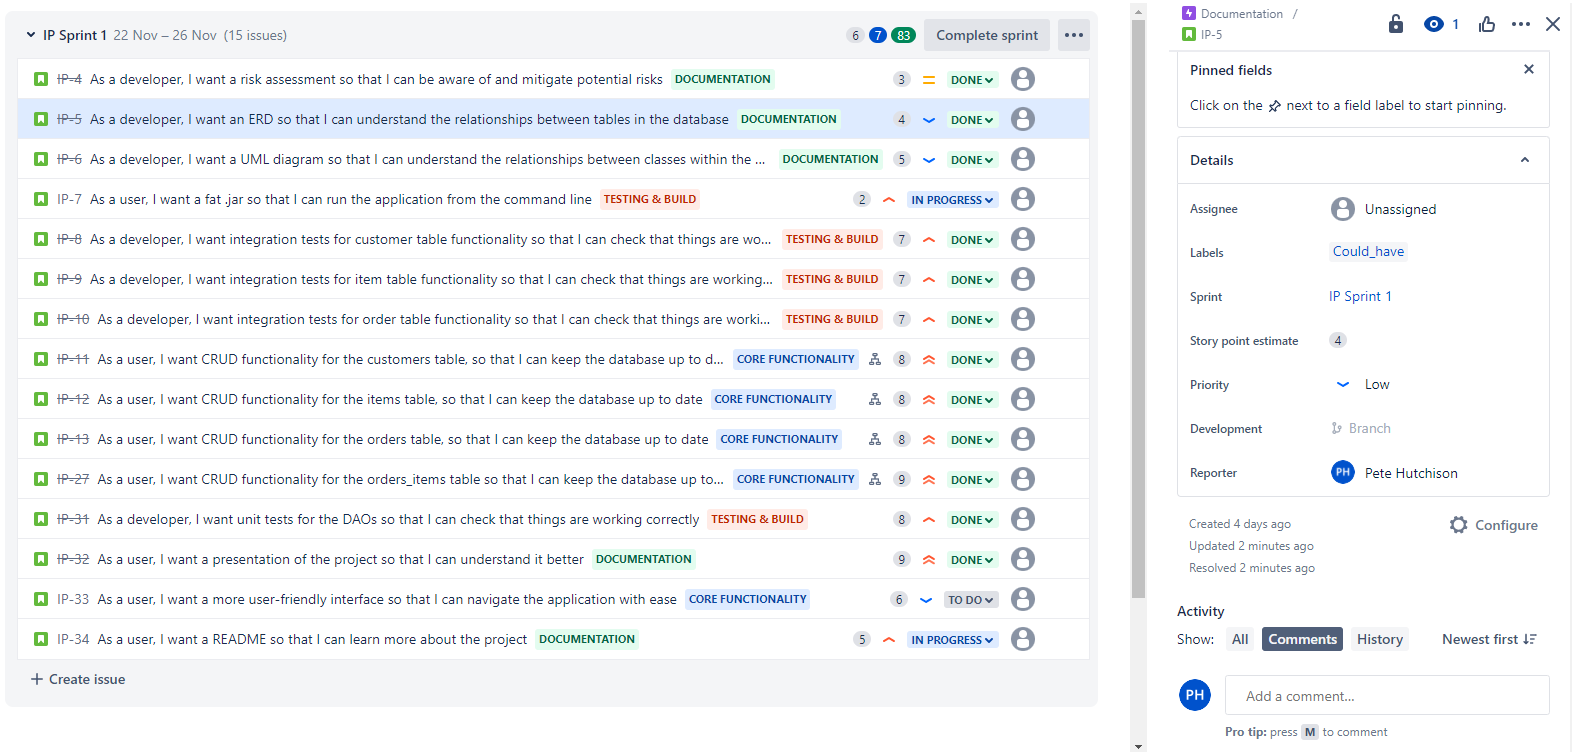 IP Sprint 1 22 Nov – 26 Nov (15 issues) 6 7 83 Complete sprint
IP-4 As a developer, I want a risk assessment so that I can be aware of and mitigate potential risks DOCUMENTATION 3 DONE
IP-5 As a developer, I want an ERD so that I can understand the relationships between tables in the database DOCUMENTATION 4 DONE
IP-6 As a developer, I want a UML diagram so that I can understand the relationships between classes within the ... DOCUMENTATION 5 DONE
IP-7 As a user, I want a fat .jar so that I can run the application from the command line TESTING & BUILD 2 IN PROGRESS
IP-8 As a developer, I want integration tests for customer table functionality so that I can check that things are wo... TESTING & BUILD 7 DONE
IP-9 As a developer, I want integration tests for item table functionality so that I can check that things are working... TESTING & BUILD 7 DONE
IP-10 As a developer, I want integration tests for order table functionality so that I can check that things are worki... TESTING & BUILD 7 DONE
IP-11 As a user, I want CRUD functionality for the customers table, so that I can keep the database up to d... CORE FUNCTIONALITY 8 DONE
IP-12 As a user, I want CRUD functionality for the items table, so that I can keep the database up to date CORE FUNCTIONALITY 8 DONE
IP-13 As a user, I want CRUD functionality for the orders table, so that I can keep the database up to date CORE FUNCTIONALITY 8 DONE
IP-27 As a user, I want CRUD functionality for the orders_items table so that I can keep the database up to... CORE FUNCTIONALITY 9 DONE
IP-31 As a developer, I want unit tests for the DAOs so that I can check that things are working correctly TESTING & BUILD 8 DONE
IP-32 As a user, I want a presentation of the project so that I can understand it better DOCUMENTATION 9 DONE
IP-33 As a user, I want a more user-friendly interface so that I can navigate the application with ease CORE FUNCTIONALITY 6 TO DO
IP-34 As a user, I want a README so that I can learn more about the project DOCUMENTATION 5 IN PROGRESS
+ Create issue
Documentation /
IP-5
1
Pinned fields
Click on the next to a field label to start pinning.
Details
Assignee Unassigned
Labels Could_have
Sprint IP Sprint 1
Story point estimate 4
Priority Low
Development Branch
Reporter PH Pete Hutchison
Created 4 days ago Configure
Updated 2 minutes ago
Resolved 2 minutes ago
Activity
Show: All Comments History Newest first
PH Add a comment...
Pro tip: press M to comment